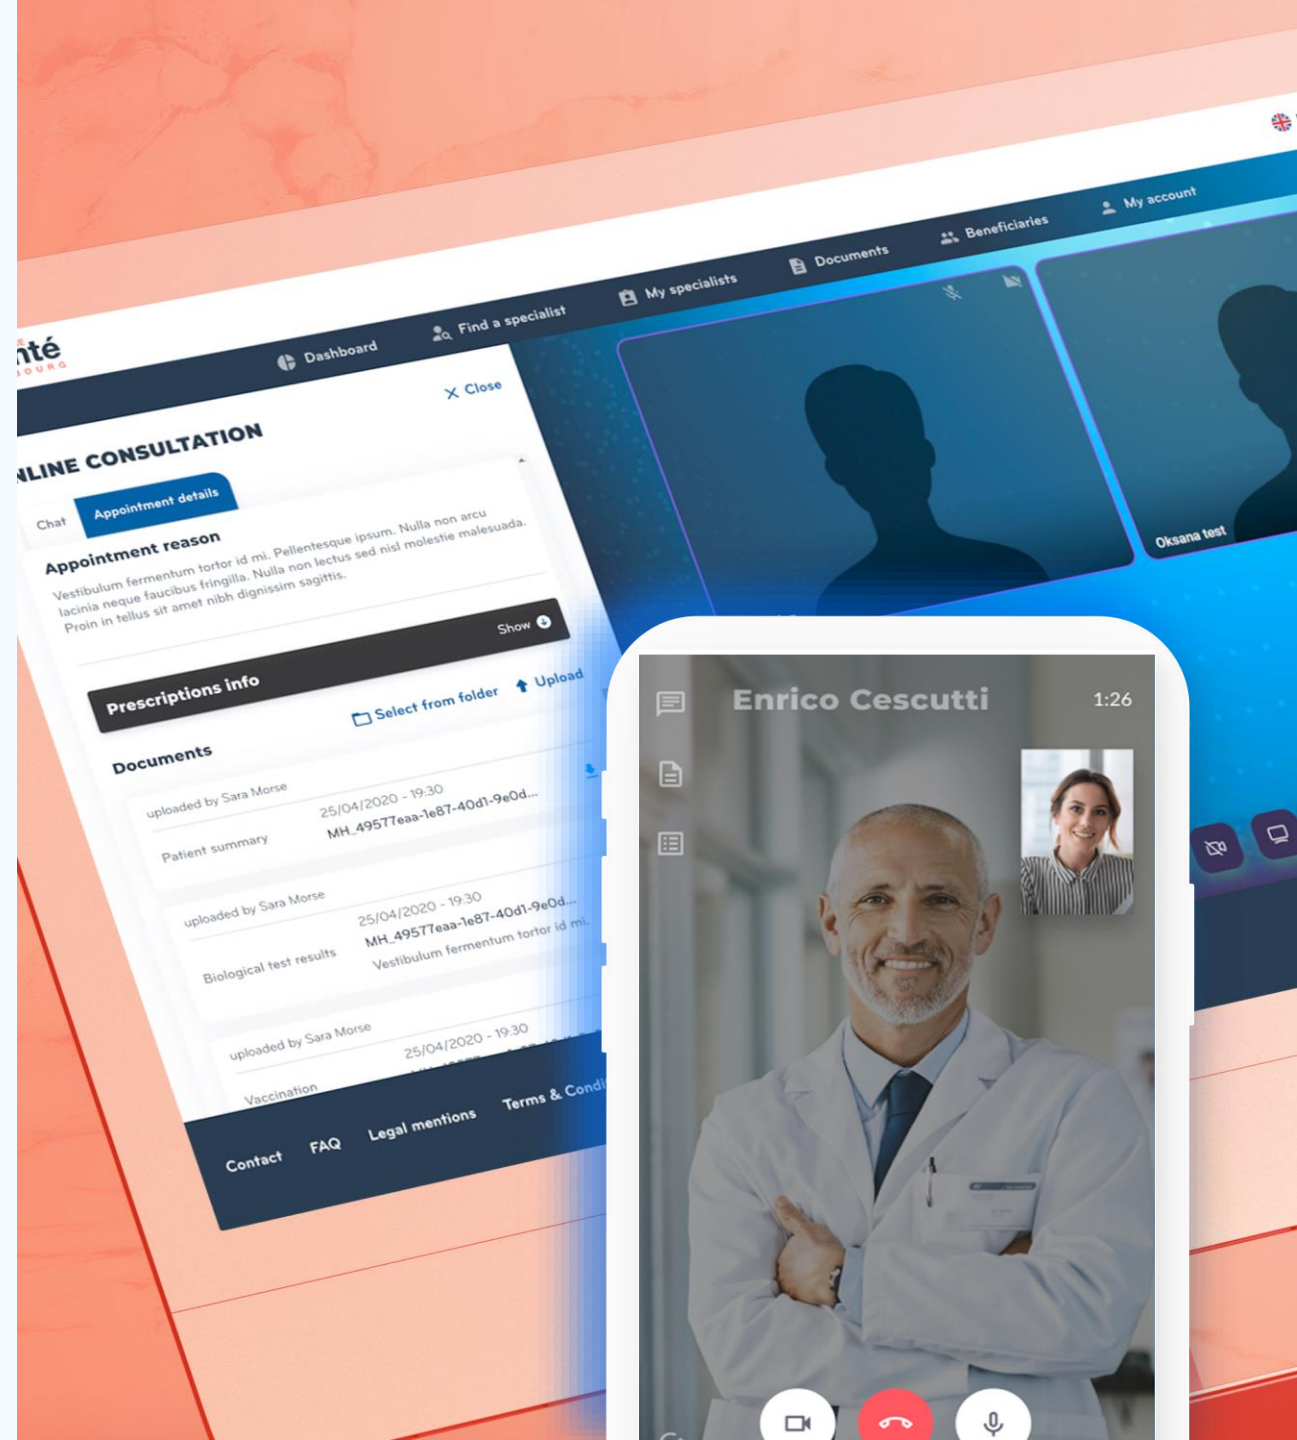 nté
BOURG
Dashboard
Find a specialist
My specialists
Documents
Beneficiaries
My account
Close
NLINE CONSULTATION
Chat
Appointment details
Appointment reason
Vestibulum fermentum tortor id mi. Pellentesque ipsum. Nulla non arcu
lacinia neque faucibus fringilla. Nulla non lectus sed nisl molestie malesuada.
Proin in tellus sit amet nibh dignissim sagittis.
Prescriptions info
Show
Select from folder
Upload
Documents
uploaded by Sara Morse
Patient summary
25/04/2020 - 19:30
MH_49577eaa-1e87-40d1-9e0d...
uploaded by Sara Morse
Biological test results
25/04/2020 - 19:30
MH_49577eaa-1e87-40d1-9e0d...
Vestibulum fermentum tortor id mi.
uploaded by Sara Morse
Vaccination
25/04/2020 - 19:30
Contact
FAQ
Legal mentions
Terms & Condi
Oksana test
Enrico Cescutti
1:26